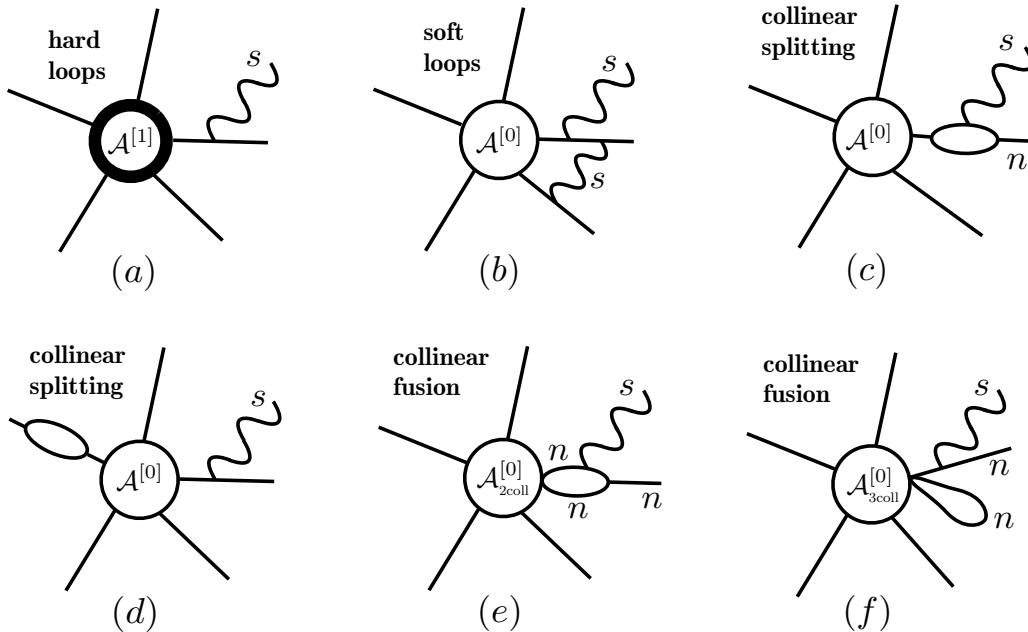 hard
loops
s
𝒜^[1]
(a)
soft
loops
s
𝒜^[0]
s
(b)
collinear
splitting
s
𝒜^[0]
n
(c)
collinear
splitting
s
𝒜^[0]
(d)
collinear
fusion
s
n
𝒜^[0]_2coll
n
n
(e)
collinear
fusion
s
n
𝒜^[0]_3coll
n
(f)